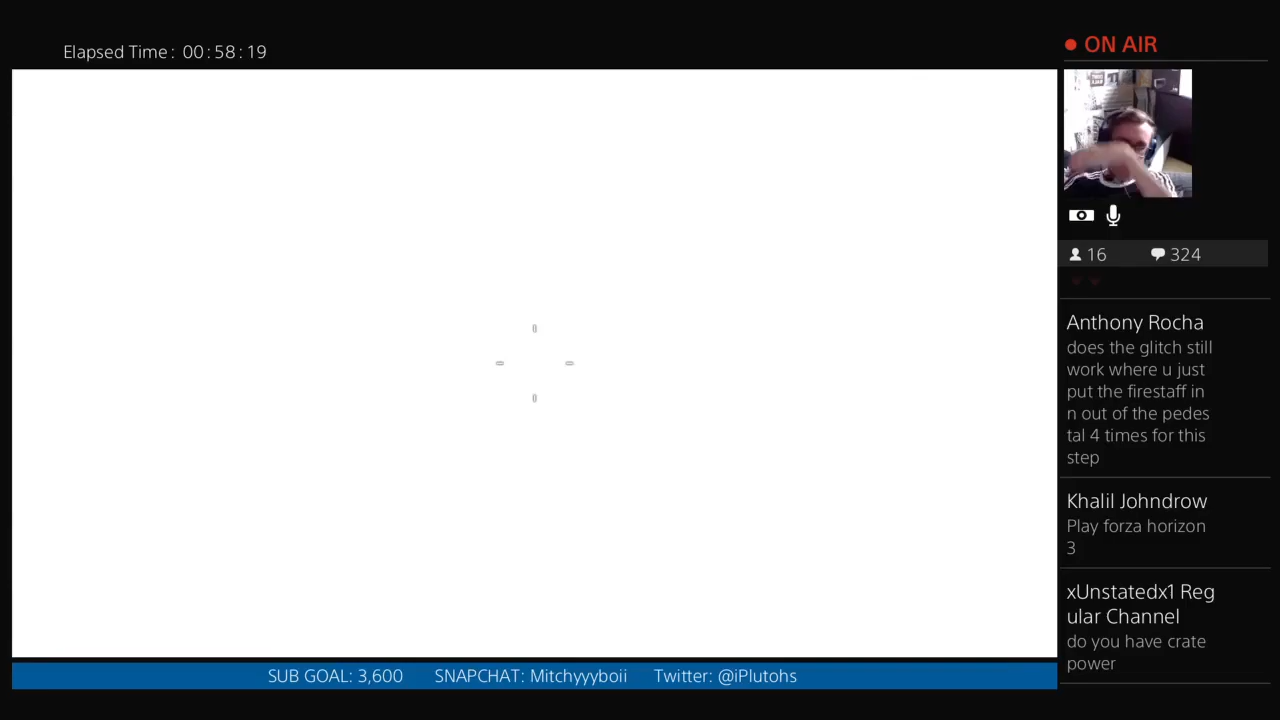 Elapsed Time: 00:58:19
ON AIR
16 324
Anthony Rocha
does the glitch still
work where u just
put the firestaff in
n out of the pedes
tal 4 times for this
step
Khalil Johndrow
Play forza horizon
3
xUnstatedx1 Reg
ular Channel
do you have crate
power
SUB GOAL: 3,600 SNAPCHAT: Mitchyyyboii Twitter: @iPlutohs